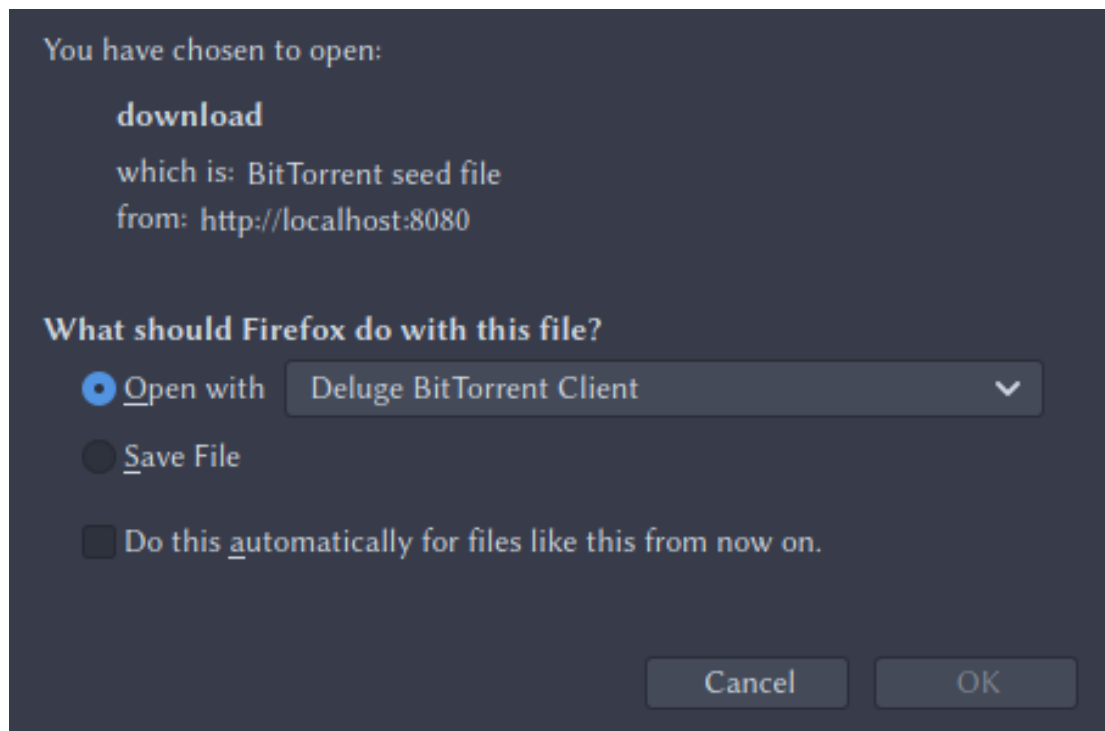 You have chosen to open:
download
which is: BitTorrent seed file
from: http://localhost:8080
What should Firefox do with this file?
Open with Deluge BitTorrent Client
Save File
Do this automatically for files like this from now on.
Cancel OK